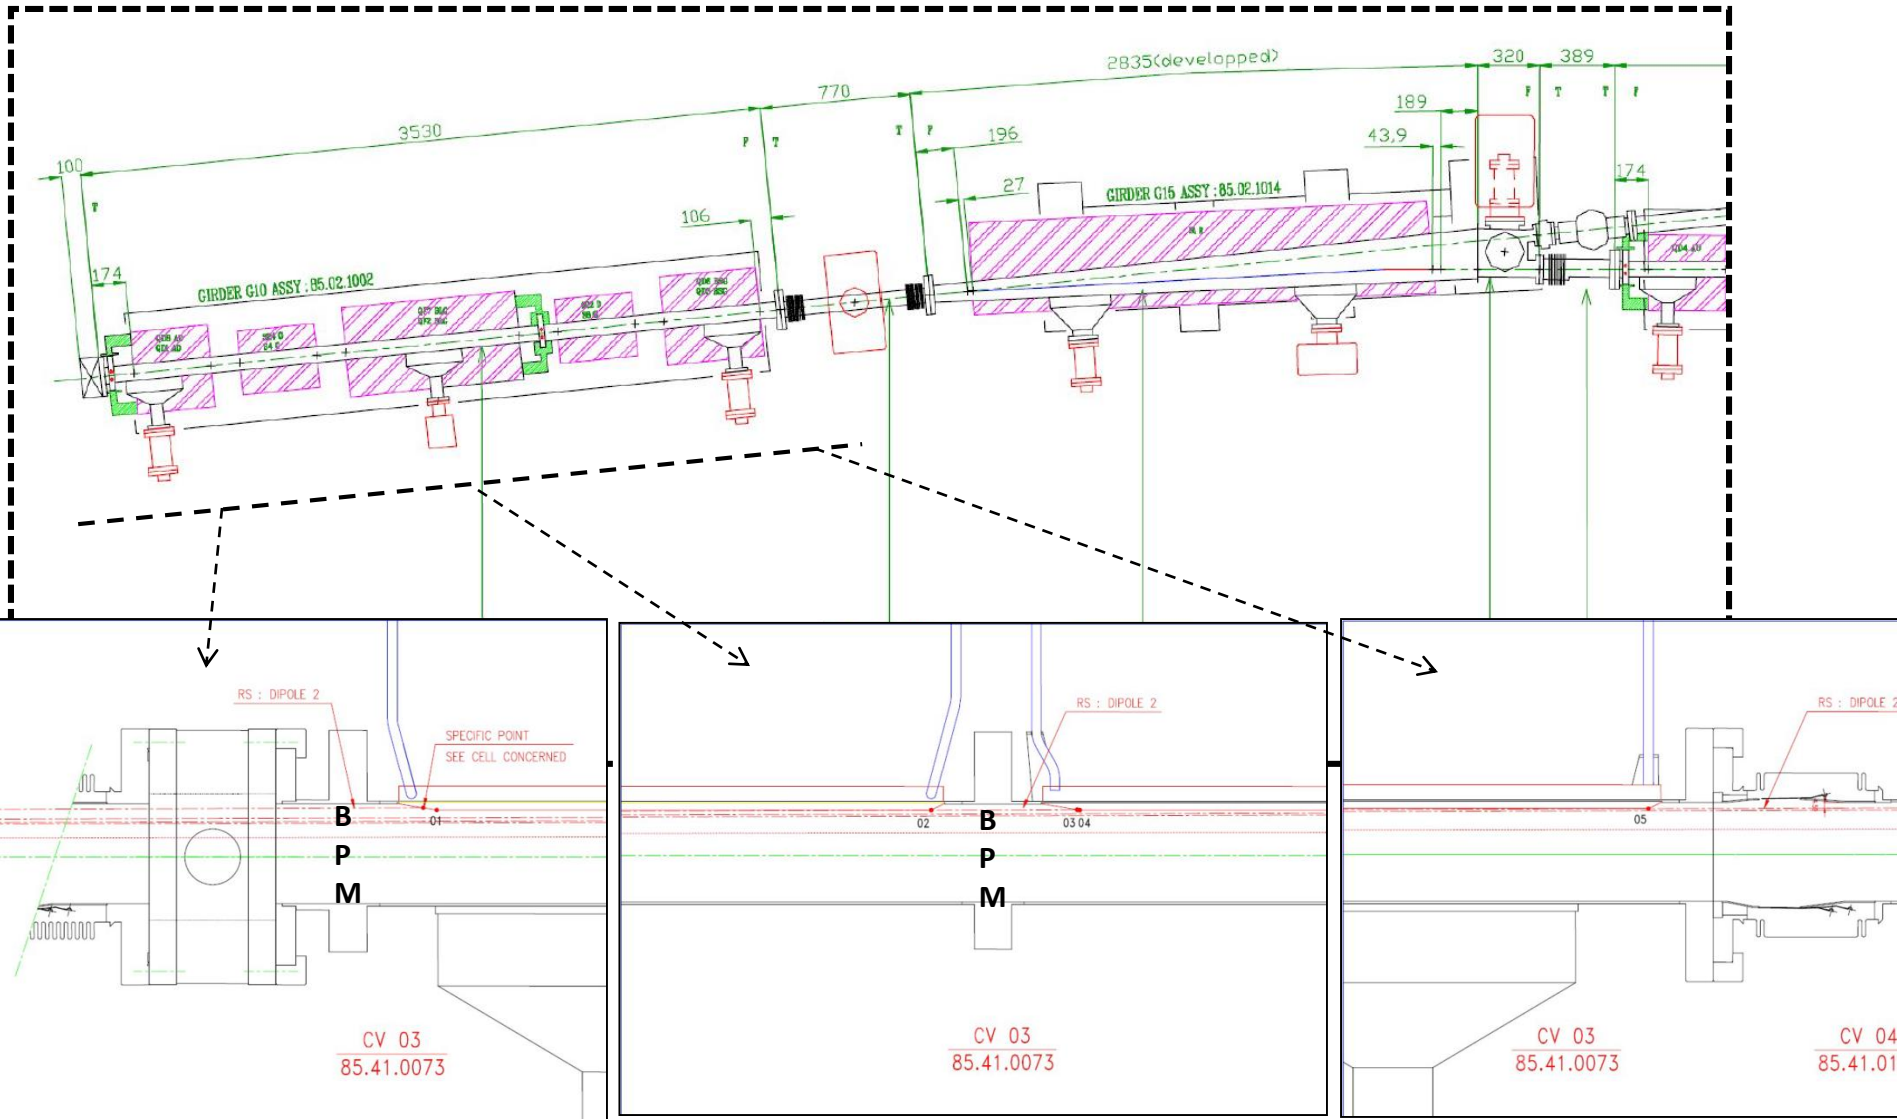 2835(developped)
320
389
770
F
T
T
F
189
3530
F
T
T
F
196
43,9
100
174
27
GIRDER G15 ASSY : 85.02.1014
T
106
174
GIRDER G10 ASSY : 85.02.1002
RS : DIPOLE 2
SPECIFIC POINT
SEE CELL CONCERNED
RS : DIPOLE 2
RS : DIPOLE 2
B
P
M
01
02
B
P
M
03 04
05
CV 03
85.41.0073
CV 03
85.41.0073
CV 03
85.41.0073
CV 04
85.41.01